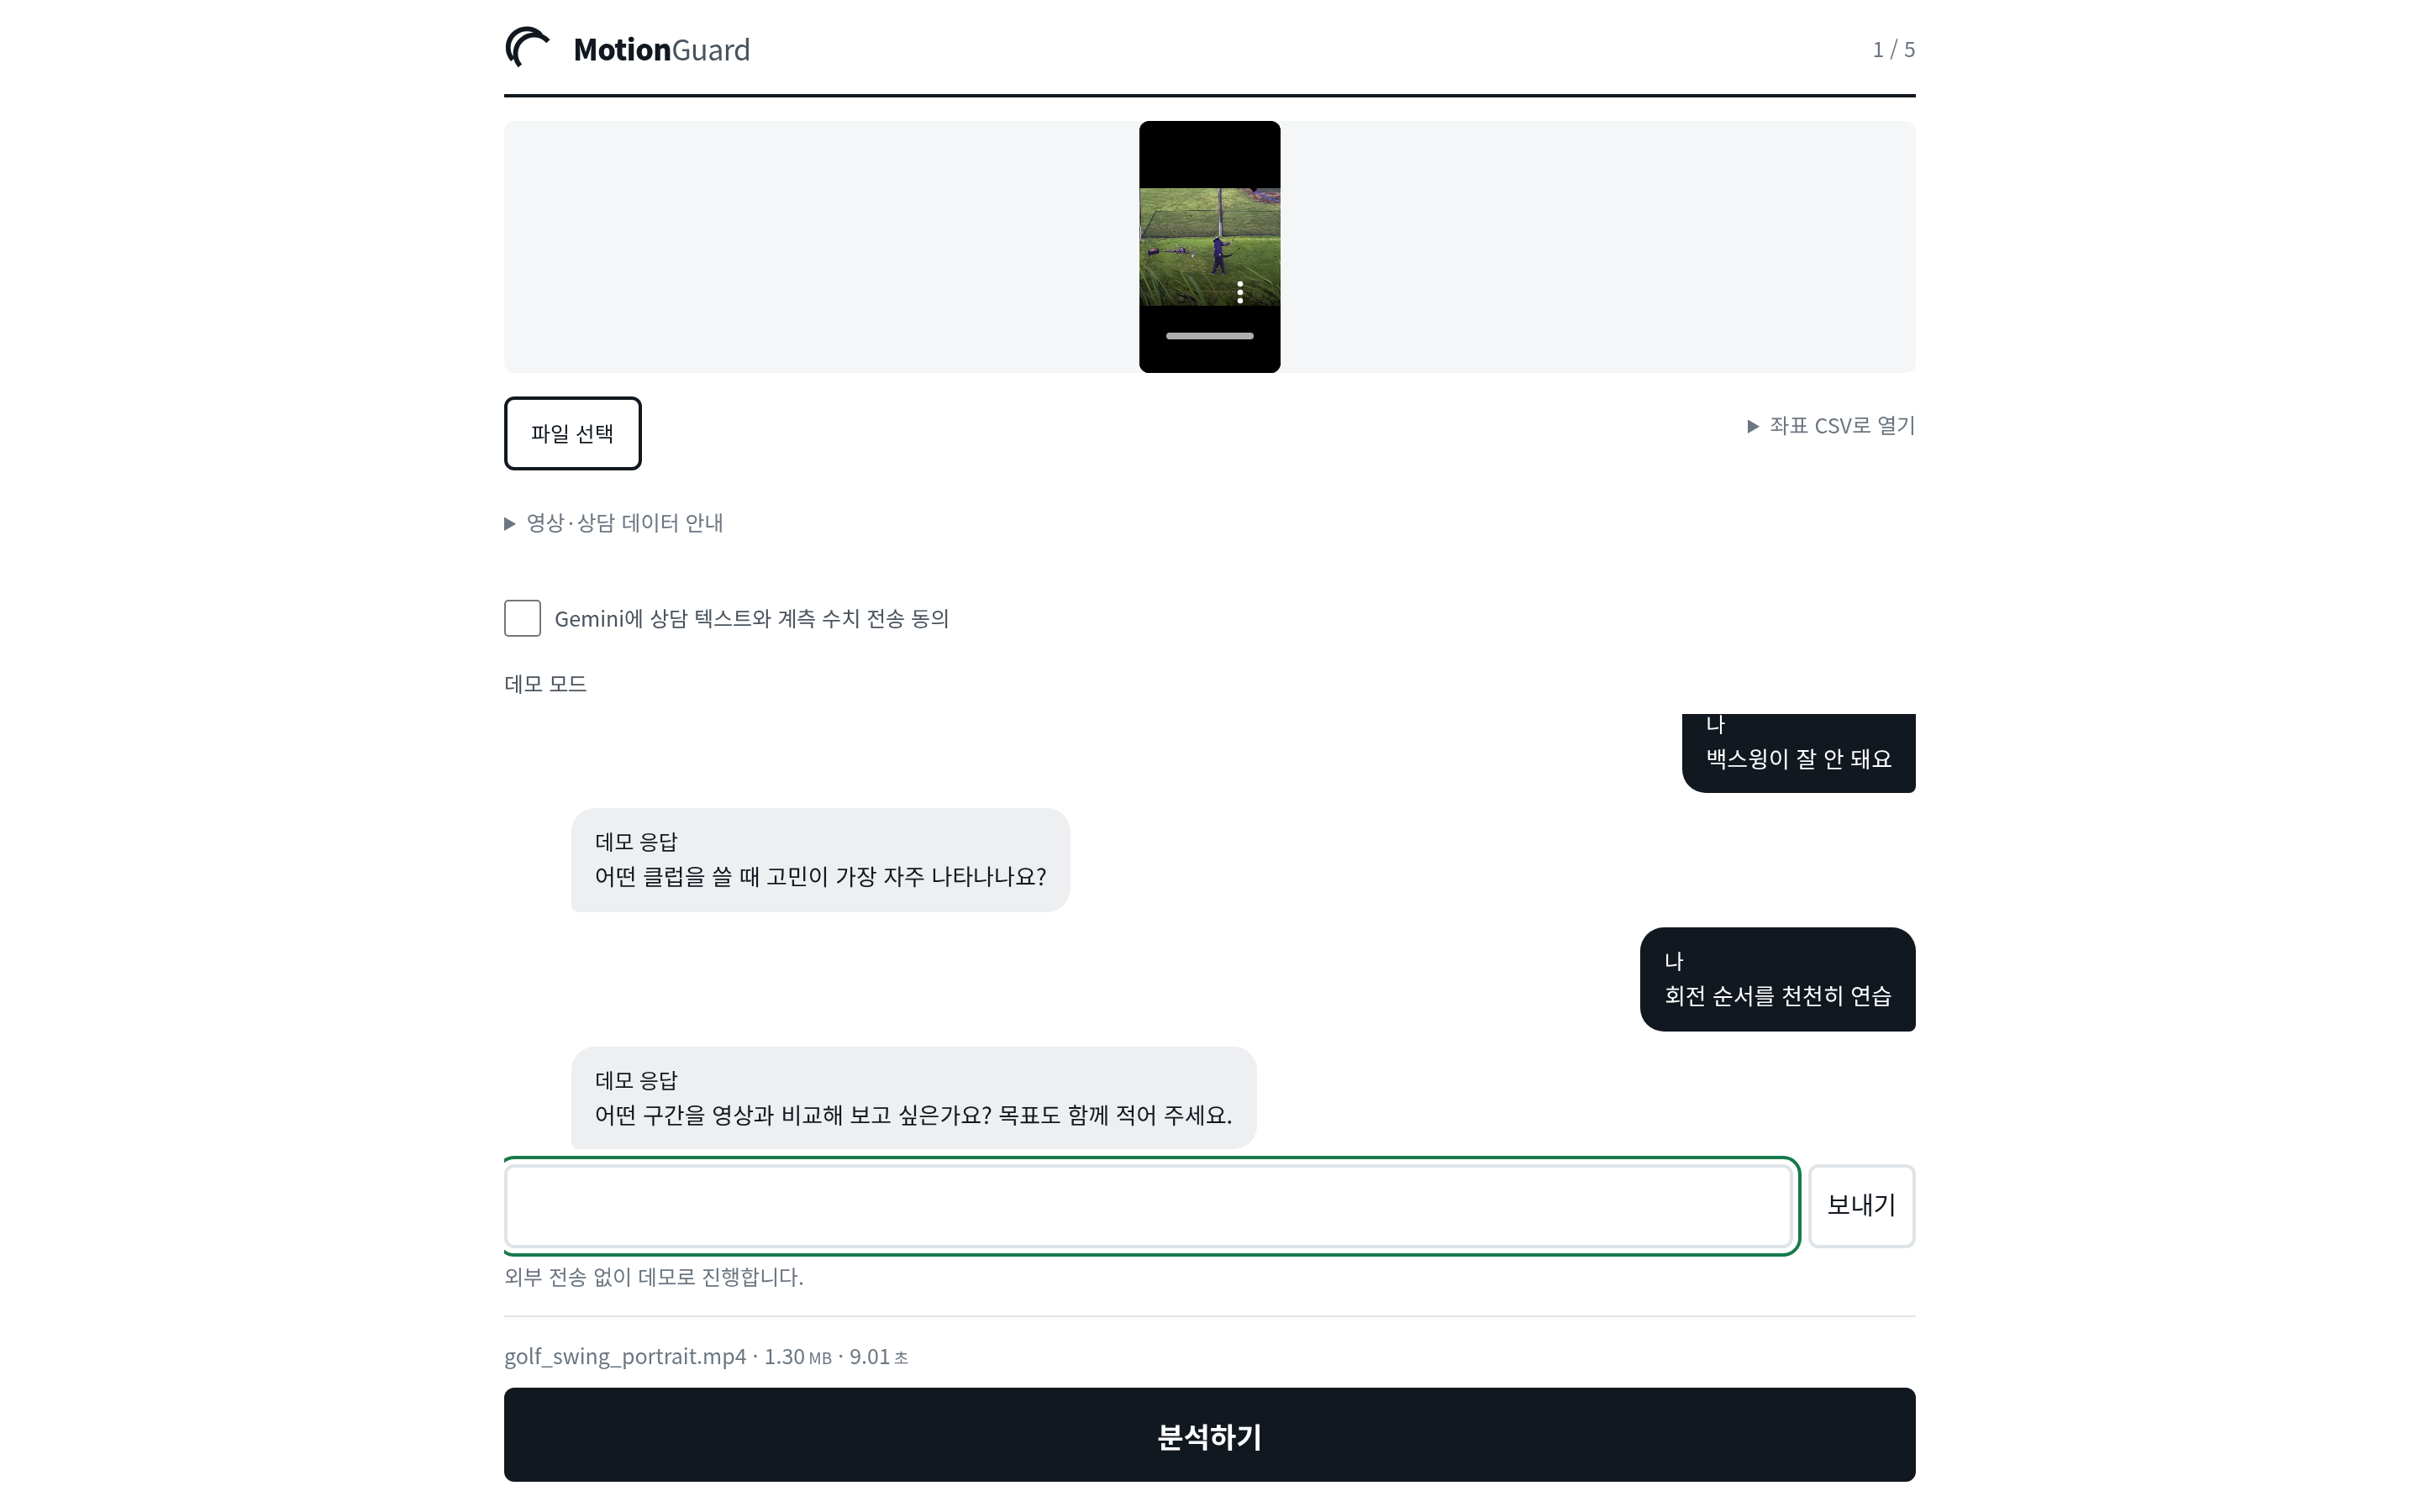 MotionGuard
1 / 5
파일 선택
▶ 좌표 CSV로 열기
▶ 영상·상담 데이터 안내
Gemini에 상담 텍스트와 계측 수치 전송 동의
데모 모드
나
백스윙이 잘 안 돼요
데모 응답
어떤 클럽을 쓸 때 고민이 가장 자주 나타나나요?
나
회전 순서를 천천히 연습
데모 응답
어떤 구간을 영상과 비교해 보고 싶은가요? 목표도 함께 적어 주세요.
보내기
외부 전송 없이 데모로 진행합니다.
golf_swing_portrait.mp4 · 1.30 MB · 9.01 초
분석하기